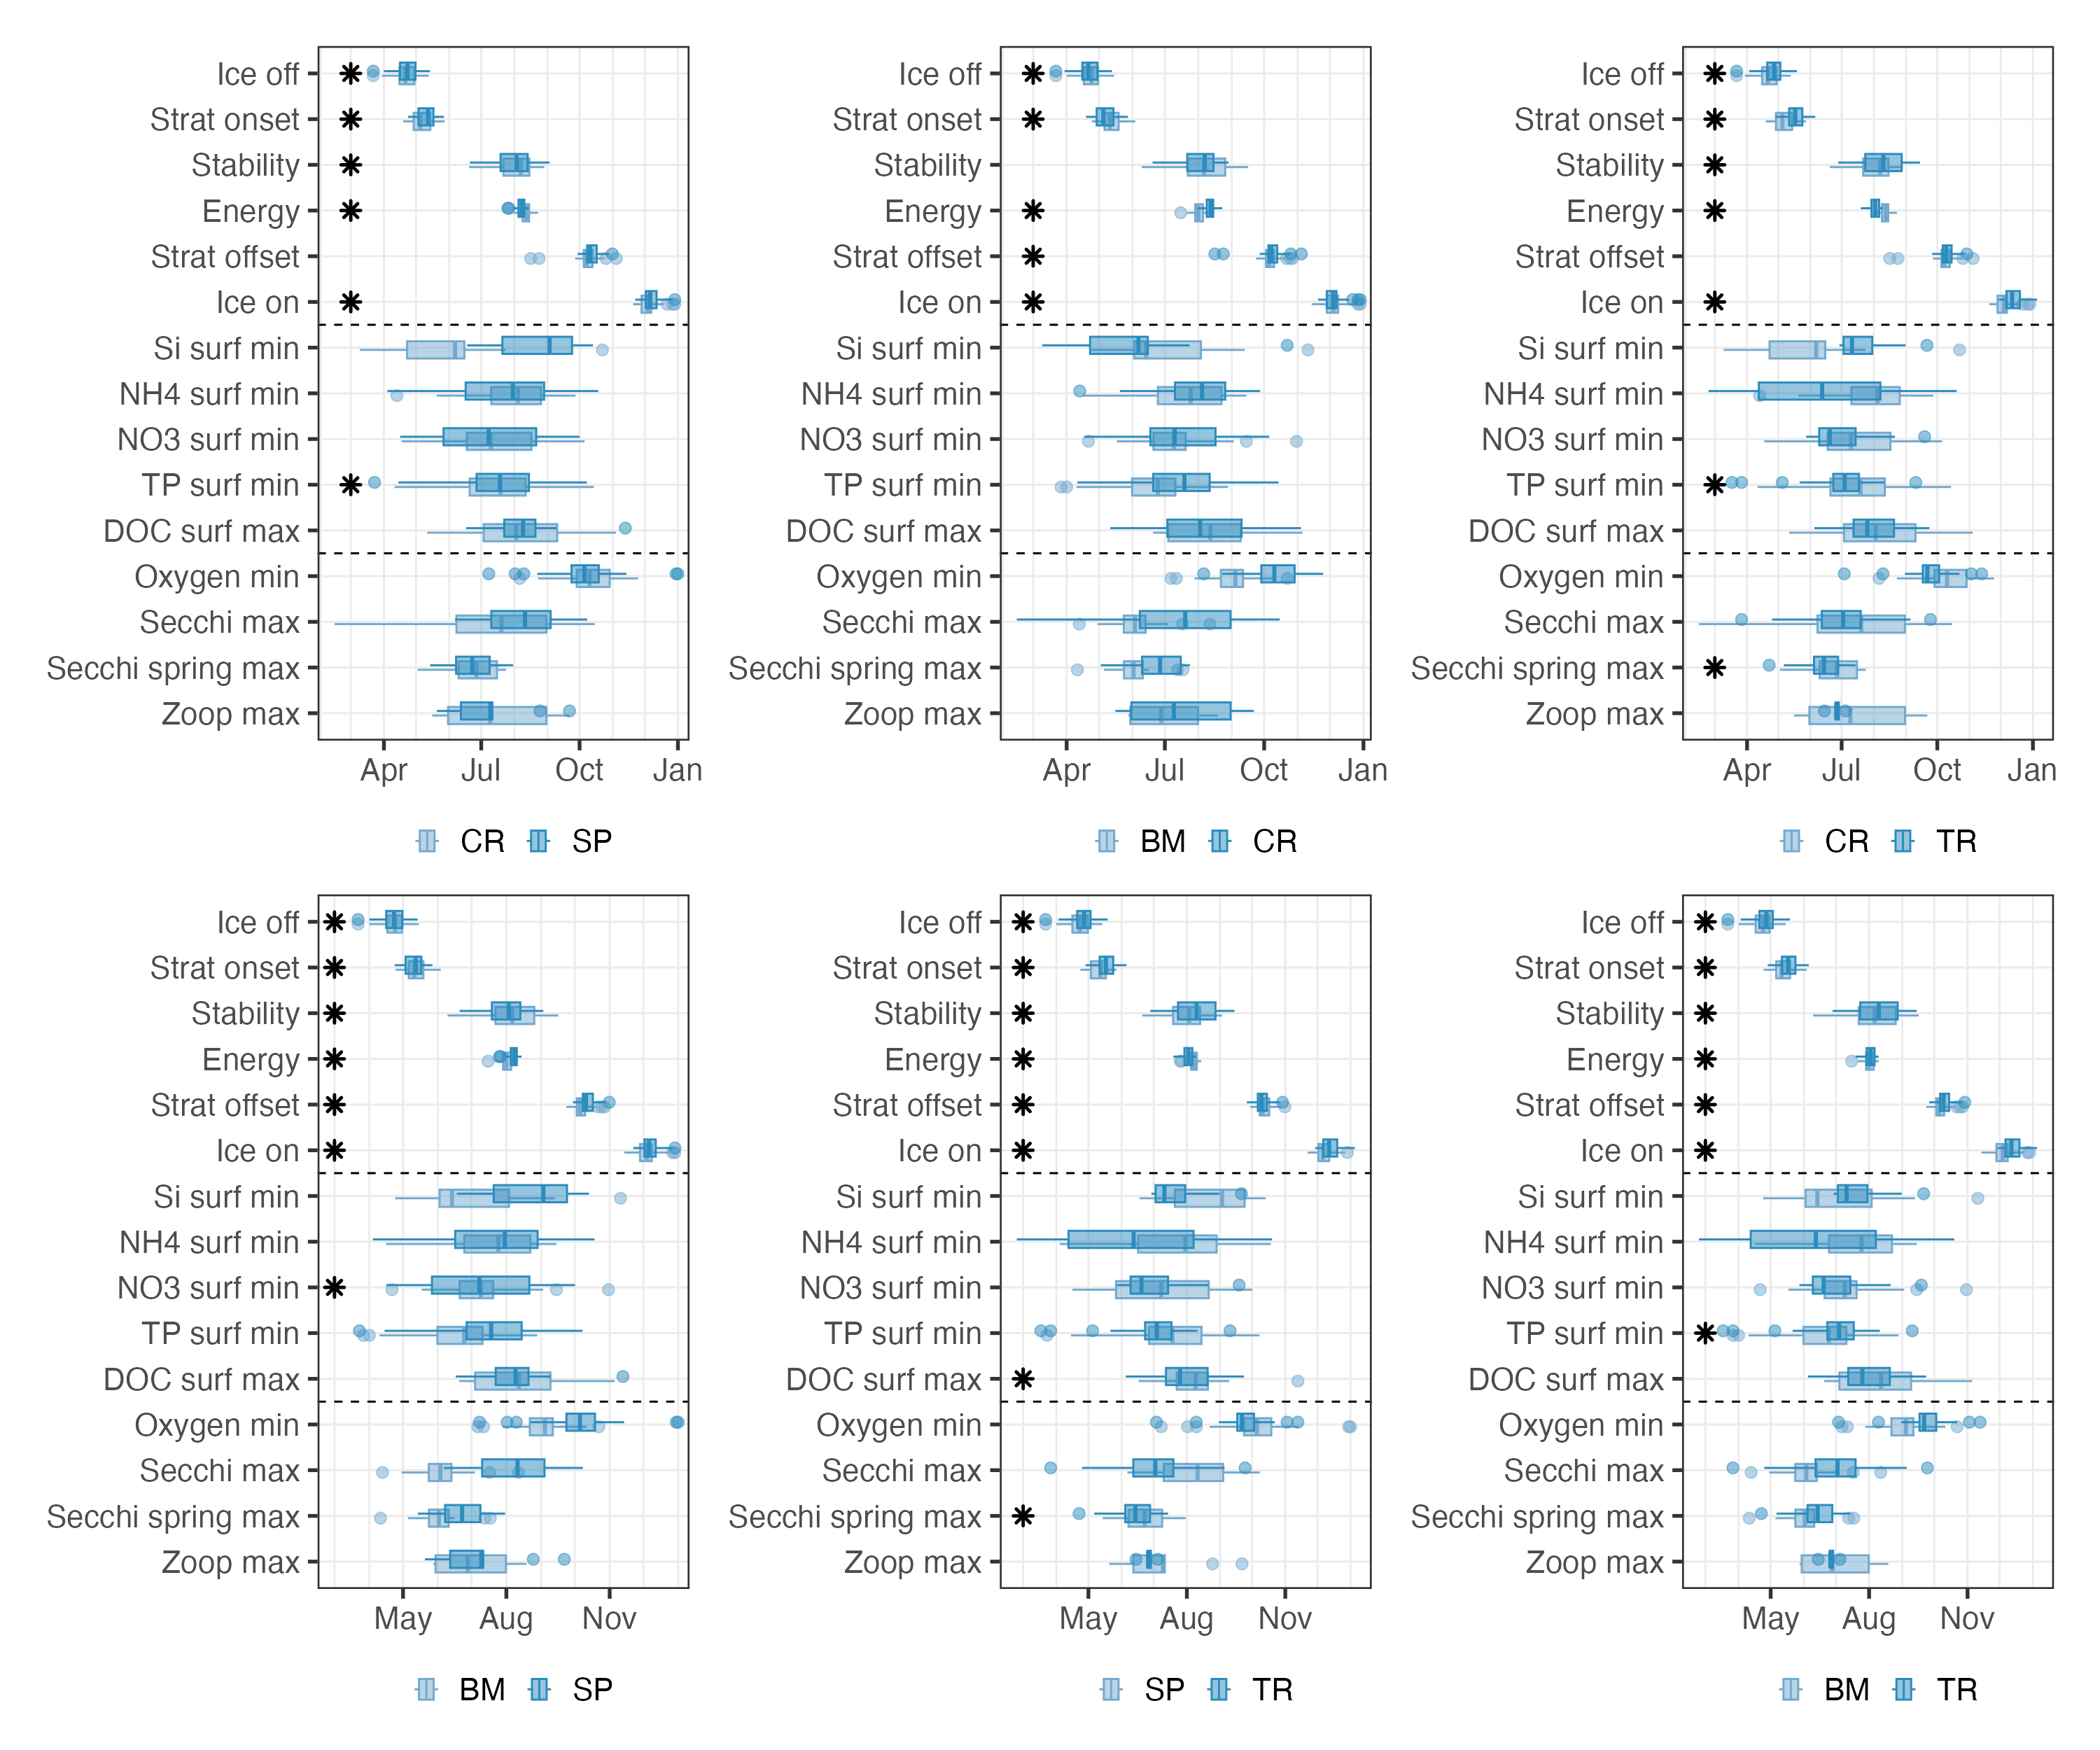 Ice off
Strat onset
Stability
Energy
Strat offset
Ice on
Si surf min
NH4 surf min
NO3 surf min
TP surf min
DOC surf max
Oxygen min
Secchi max
Secchi spring max
Zoop max
Apr Jul Oct Jan
CR SP
Ice off
Strat onset
Stability
Energy
Strat offset
Ice on
Si surf min
NH4 surf min
NO3 surf min
TP surf min
DOC surf max
Oxygen min
Secchi max
Secchi spring max
Zoop max
Apr Jul Oct Jan
BM CR
Ice off
Strat onset
Stability
Energy
Strat offset
Ice on
Si surf min
NH4 surf min
NO3 surf min
TP surf min
DOC surf max
Oxygen min
Secchi max
Secchi spring max
Zoop max
Apr Jul Oct Jan
CR TR
Ice off
Strat onset
Stability
Energy
Strat offset
Ice on
Si surf min
NH4 surf min
NO3 surf min
TP surf min
DOC surf max
Oxygen min
Secchi max
Secchi spring max
Zoop max
May Aug Nov
BM SP
Ice off
Strat onset
Stability
Energy
Strat offset
Ice on
Si surf min
NH4 surf min
NO3 surf min
TP surf min
DOC surf max
Oxygen min
Secchi max
Secchi spring max
Zoop max
May Aug Nov
SP TR
Ice off
Strat onset
Stability
Energy
Strat offset
Ice on
Si surf min
NH4 surf min
NO3 surf min
TP surf min
DOC surf max
Oxygen min
Secchi max
Secchi spring max
Zoop max
May Aug Nov
BM TR